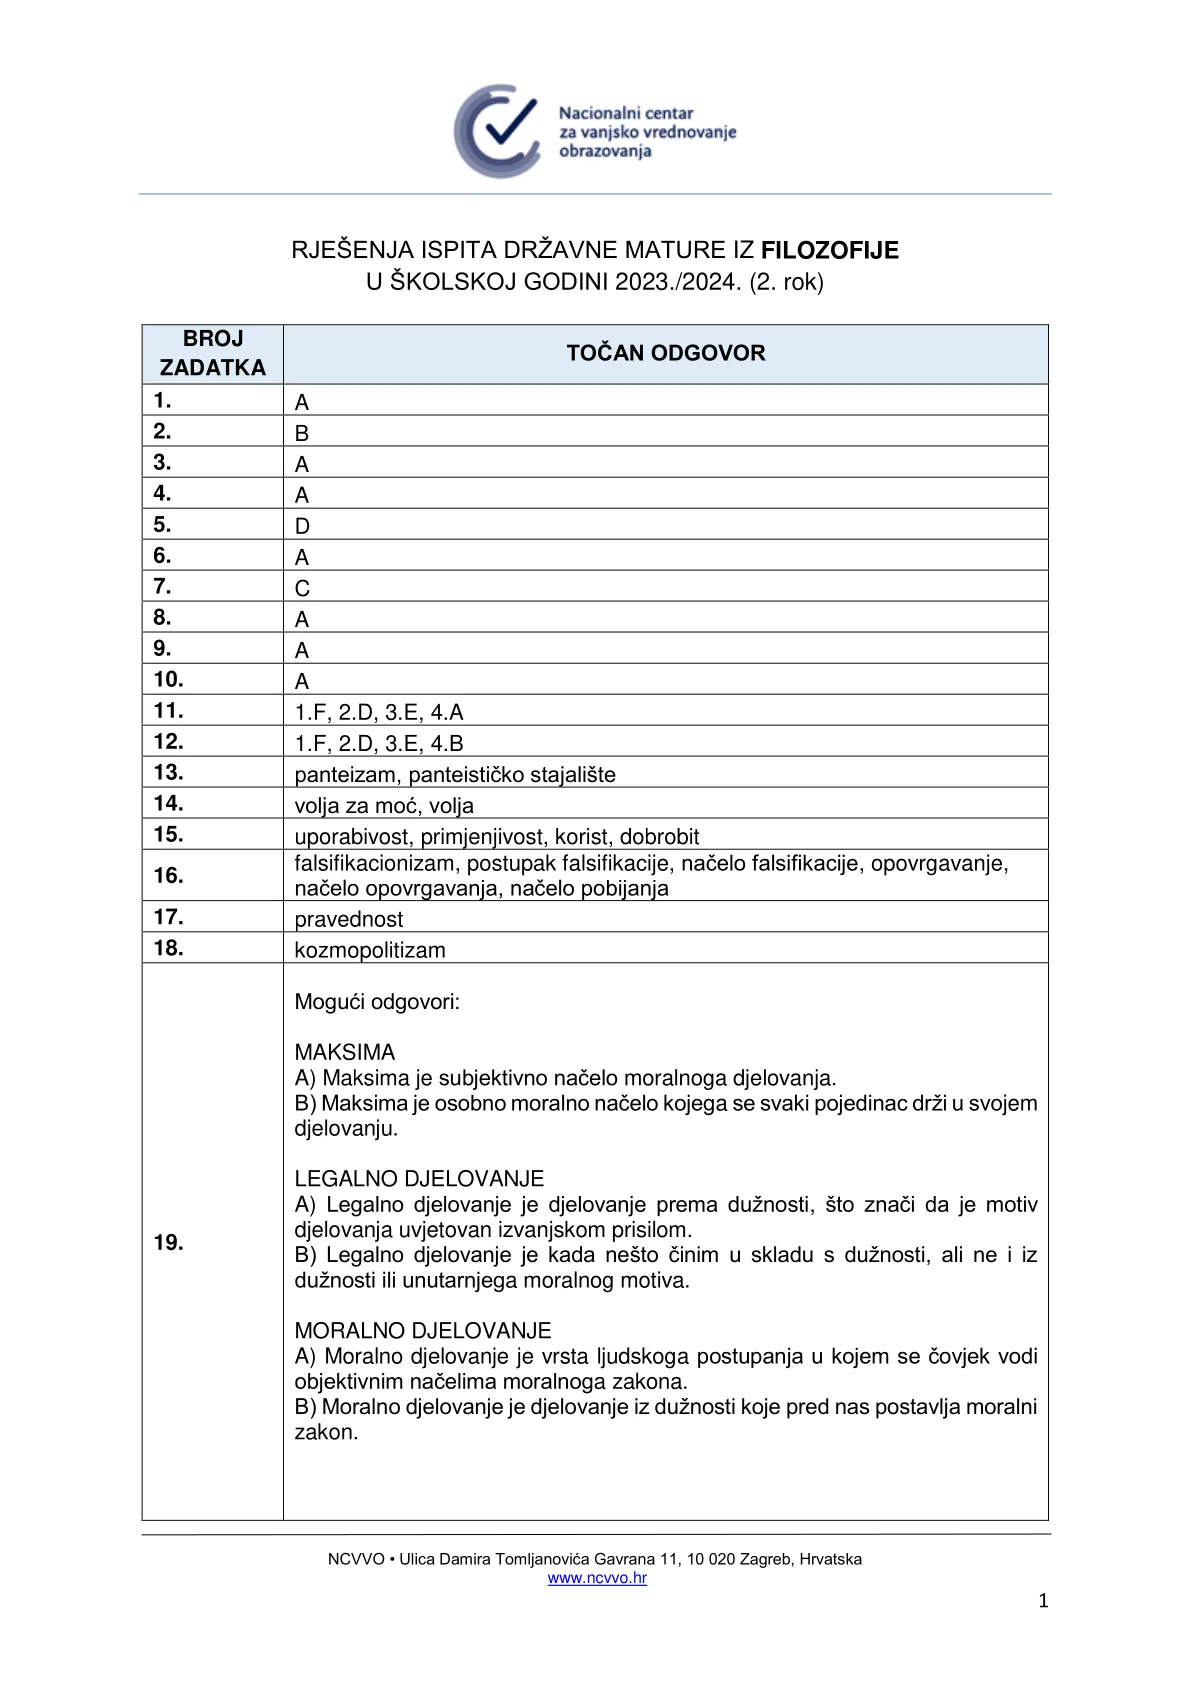 Nacionalni centar
za vanjsko vrednovanje
obrazovanja
RJEŠENJA ISPITA DRŽAVNE MATURE IZ FILOZOFIJE
U ŠKOLSKOJ GODINI 2023./2024. (2. rok)
BROJ
ZADATKA
TOČAN ODGOVOR
1. A
2. B
3. A
4. A
5. D
6. A
7. C
8. A
9. A
10. A
11. 1.F, 2.D, 3.E, 4.A
12. 1.F, 2.D, 3.E, 4.B
13. panteizam, panteističko stajalište
14. volja za moć, volja
15. uporabivost, primjenjivost, korist, dobrobit
16. falsifikacionizam, postupak falsifikacije, načelo falsifikacije, opovrgavanje,
načelo opovrgavanja, načelo pobijanja
17. pravednost
18. kozmopolitizam
19.
Mogući odgovori:
MAKSIMA
A) Maksima je subjektivno načelo moralnoga djelovanja.
B) Maksima je osobno moralno načelo kojega se svaki pojedinac drži u svojem
djelovanju.
LEGALNO DJELOVANJE
A) Legalno djelovanje je djelovanje prema dužnosti, što znači da je motiv
djelovanja uvjetovan izvanjskom prisilom.
B) Legalno djelovanje je kada nešto činim u skladu s dužnosti, ali ne i iz
dužnosti ili unutarnjega moralnog motiva.
MORALNO DJELOVANJE
A) Moralno djelovanje je vrsta ljudskoga postupanja u kojem se čovjek vodi
objektivnim načelima moralnoga zakona.
B) Moralno djelovanje je djelovanje iz dužnosti koje pred nas postavlja moralni
zakon.
NCVVO • Ulica Damira Tomljanovića Gavrana 11, 10 020 Zagreb, Hrvatska
www.ncvvo.hr
1